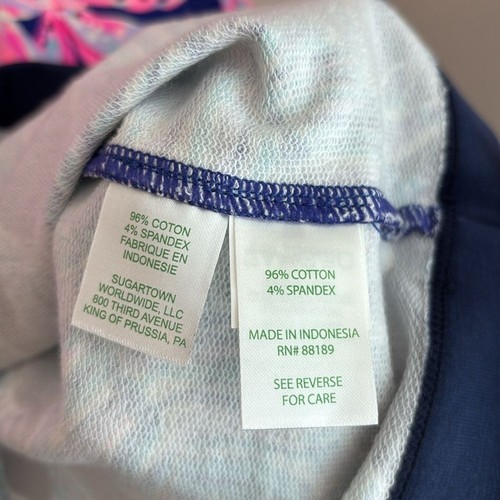 96% COTTON
4% SPANDEX
FABRIQUE EN
INDONESIE
SUGARTOWN
WORLDWIDE, LLC
800 THIRD AVENUE
KING OF PRUSSIA, PA
96% COTTON
4% SPANDEX
MADE IN INDONESIA
RN# 88189
SEE REVERSE
FOR CARE